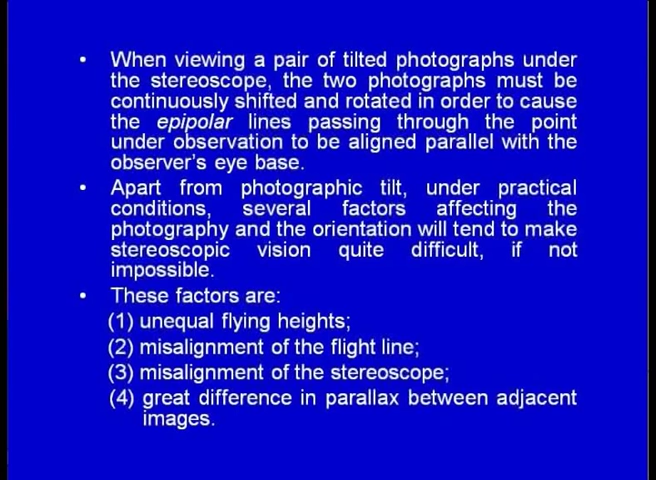 • When viewing a pair of tilted photographs under
the stereoscope, the two photographs must be
continuously shifted and rotated in order to cause
the epipolar lines passing through the point
under observation to be aligned parallel with the
observer's eye base.
• Apart from photographic tilt, under practical
conditions, several factors affecting the
photography and the orientation will tend to make
stereoscopic vision quite difficult, if not
impossible.
• These factors are:
(1) unequal flying heights;
(2) misalignment of the flight line;
(3) misalignment of the stereoscope;
(4) great difference in parallax between adjacent
images.